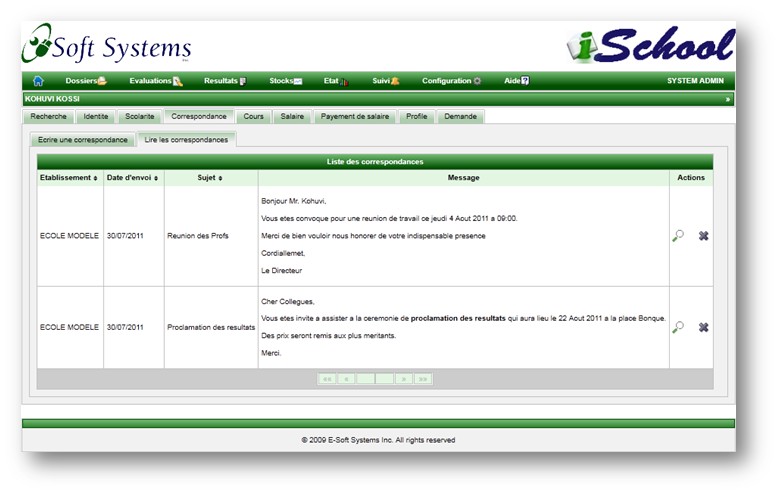 eSoft Systems Inc
iSchool
Dossiers Evaluations Resultats Stocks Etat Suivi Configuration Aide SYSTEM ADMIN
KOHUVI KOSSI »
Recherche Identite Scolarite Correspondance Cours Salaire Payement de salaire Profile Demande
Ecrire une correspondance Lire les correspondances
Liste des correspondances
Etablissement Date d'envoi Sujet Message Actions
Bonjour Mr. Kohuvi,
Vous etes convoque pour une reunion de travail ce jeudi 4 Aout 2011 a 09:00.
ECOLE MODELE 30/07/2011 Reunion des Profs Merci de bien vouloir nous honorer de votre indispensable presence
Cordiallemet,
Le Directeur
Cher Collegues,
Vous etes invite a assister a la ceremonie de proclamation des resultats qui aura lieu le 22 Aout 2011 a la place Bonque.
ECOLE MODELE 30/07/2011 Proclamation des resultats Des prix seront remis aux plus meritants.
Merci.
«« « » »»
© 2009 E-Soft Systems Inc. All rights reserved